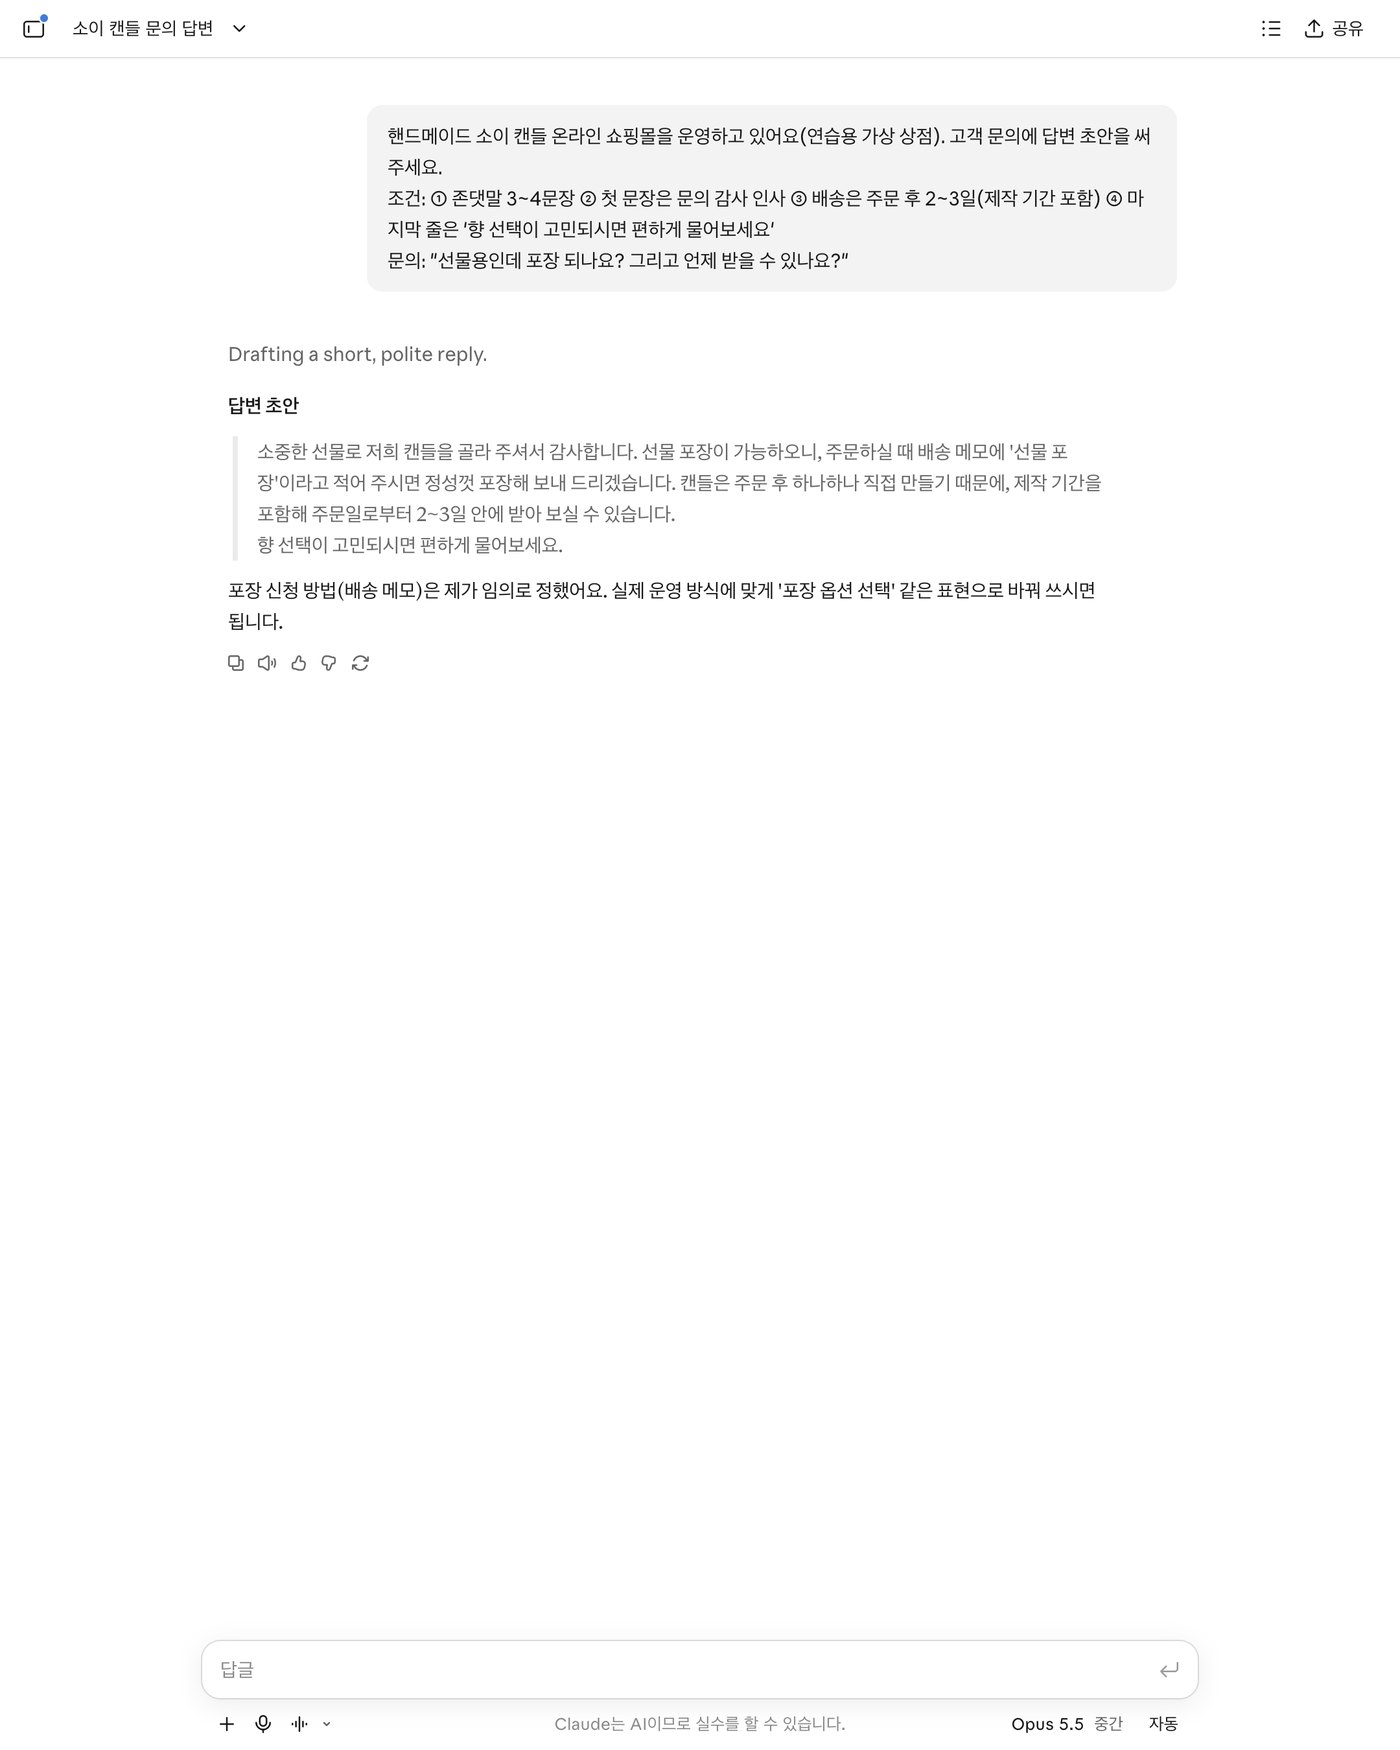 소이 캔들 문의 답변
공유
핸드메이드 소이 캔들 온라인 쇼핑몰을 운영하고 있어요(연습용 가상 상점). 고객 문의에 답변 초안을 써
주세요.
조건: ① 존댓말 3~4문장 ② 첫 문장은 문의 감사 인사 ③ 배송은 주문 후 2~3일(제작 기간 포함) ④ 마
지막 줄은 '향 선택이 고민되시면 편하게 물어보세요'
문의: "선물용인데 포장 되나요? 그리고 언제 받을 수 있나요?"
Drafting a short, polite reply.
답변 초안
소중한 선물로 저희 캔들을 골라 주셔서 감사합니다. 선물 포장이 가능하오니, 주문하실 때 배송 메모에 '선물 포
장'이라고 적어 주시면 정성껏 포장해 보내 드리겠습니다. 캔들은 주문 후 하나하나 직접 만들기 때문에, 제작 기간을
포함해 주문일로부터 2~3일 안에 받아 보실 수 있습니다.
향 선택이 고민되시면 편하게 물어보세요.
포장 신청 방법(배송 메모)은 제가 임의로 정했어요. 실제 운영 방식에 맞게 '포장 옵션 선택' 같은 표현으로 바꿔 쓰시면
됩니다.
답글
Claude는 AI이므로 실수를 할 수 있습니다.
Opus 5.5 중간 자동